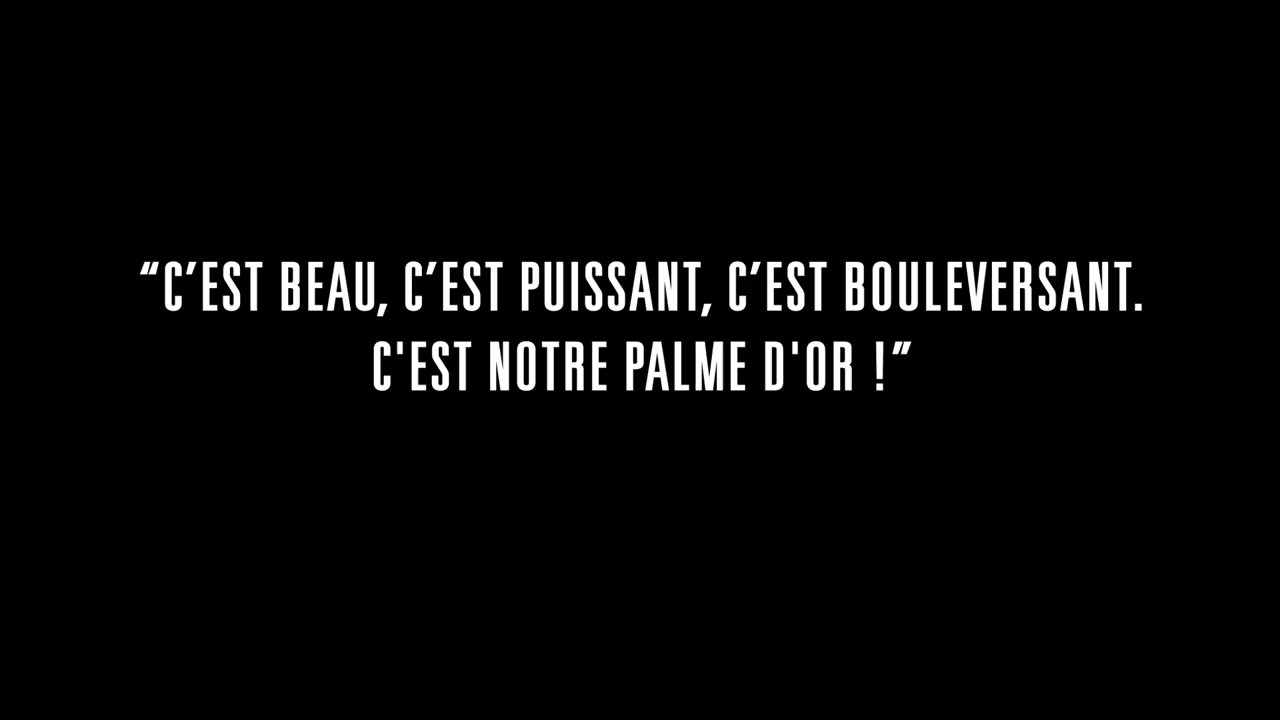 “C’EST BEAU, C’EST PUISSANT, C’EST BOULEVERSANT.
C'EST NOTRE PALME D'OR !”